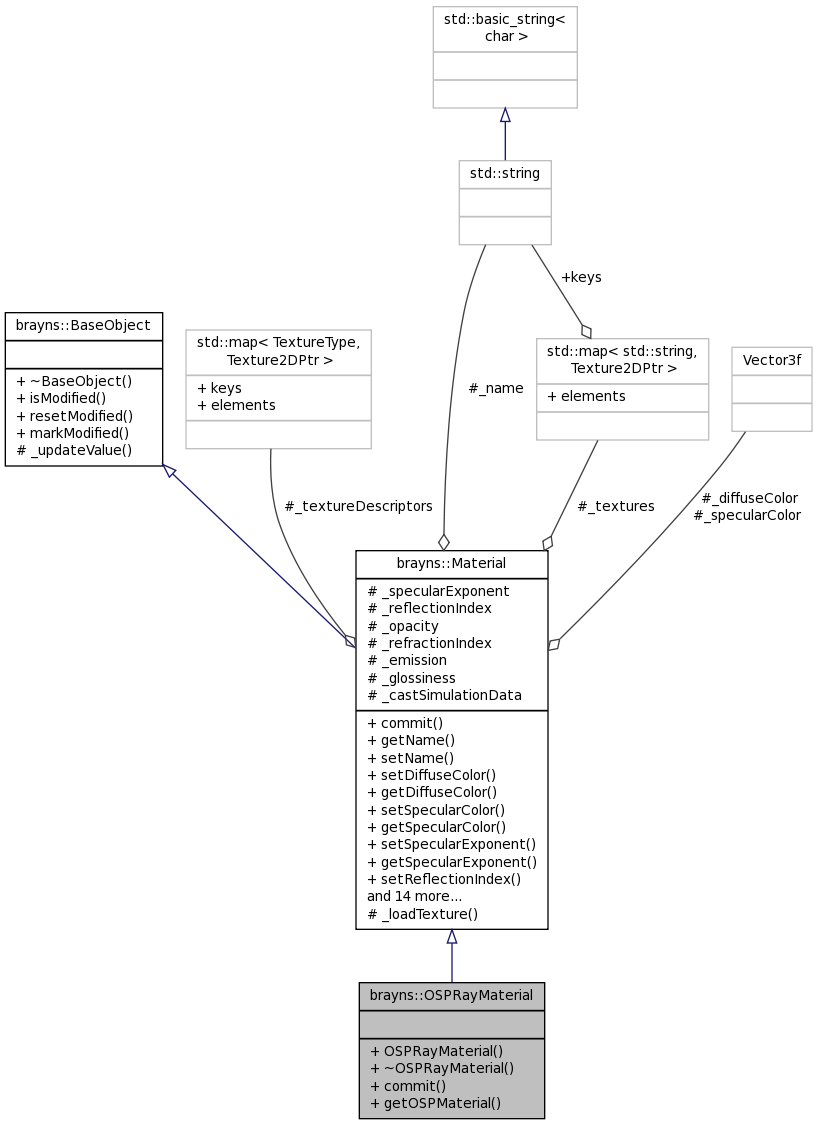 std::basic_string<
char >
std::string
+keys
brayns::BaseObject
+ ~BaseObject()
+ isModified()
+ resetModified()
+ markModified()
# _updateValue()
std::map< TextureType,
Texture2DPtr >
+ keys
+ elements
#_name
std::map< std::string,
Texture2DPtr >
+ elements
Vector3f
#_textureDescriptors
#_textures
#_diffuseColor
#_specularColor
brayns::Material
# _specularExponent
# _reflectionIndex
# _opacity
# _refractionIndex
# _emission
# _glossiness
# _castSimulationData
+ commit()
+ getName()
+ setName()
+ setDiffuseColor()
+ getDiffuseColor()
+ setSpecularColor()
+ getSpecularColor()
+ setSpecularExponent()
+ getSpecularExponent()
+ setReflectionIndex()
and 14 more...
# _loadTexture()
brayns::OSPRayMaterial
+ OSPRayMaterial()
+ ~OSPRayMaterial()
+ commit()
+ getOSPMaterial()